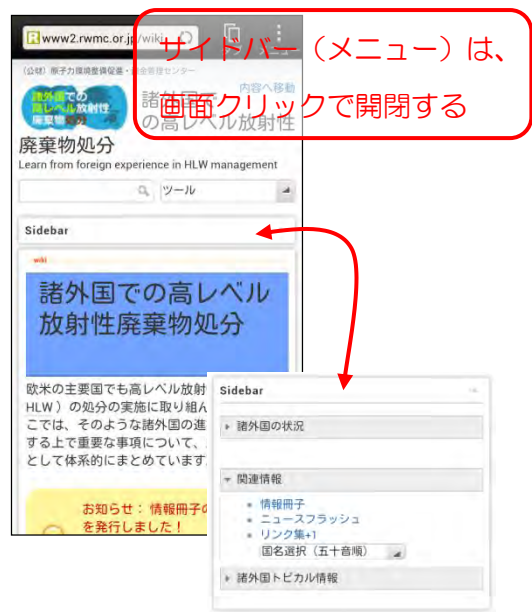 www2.rwmc.or.jp/wiki
サイドバー（メニュー）は、
画面クリックで開閉する
（公財）原子力環境整備促進・資金管理センター
内容へ移動
諸外国での
高レベル放射性
廃棄物処分
諸外国で
の高レベル放射性
廃棄物処分
Learn from foreign experience in HLW management
ツール
Sidebar
wiki
諸外国での高レベル
放射性廃棄物処分
欧米の主要国でも高レベル放射
HLW ）の処分の実施に取り組ん
こでは、そのような諸外国の進
する上で重要な事項について、
として体系的にまとめています
お知らせ： 情報冊子の
を発行しました！
Sidebar
諸外国の状況
関連情報
情報冊子
ニュースフラッシュ
リンク集+1
国名選択（五十音順）
諸外国トピカル情報